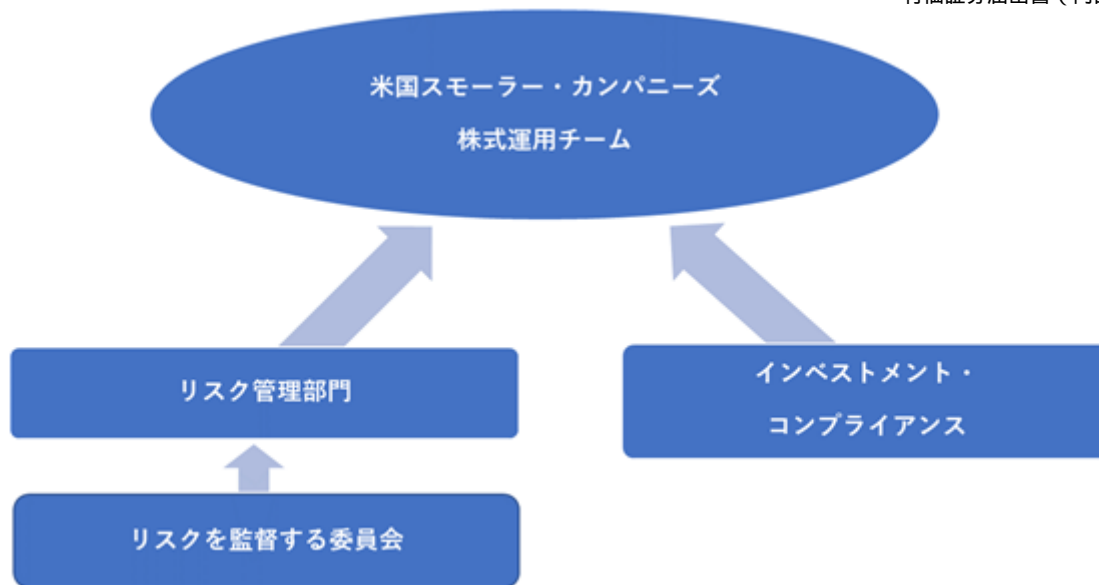 米国スモーラー・カンパニーズ
株式運用チーム
リスク管理部門
インベストメント・
コンプライアンス
リスクを監督する委員会